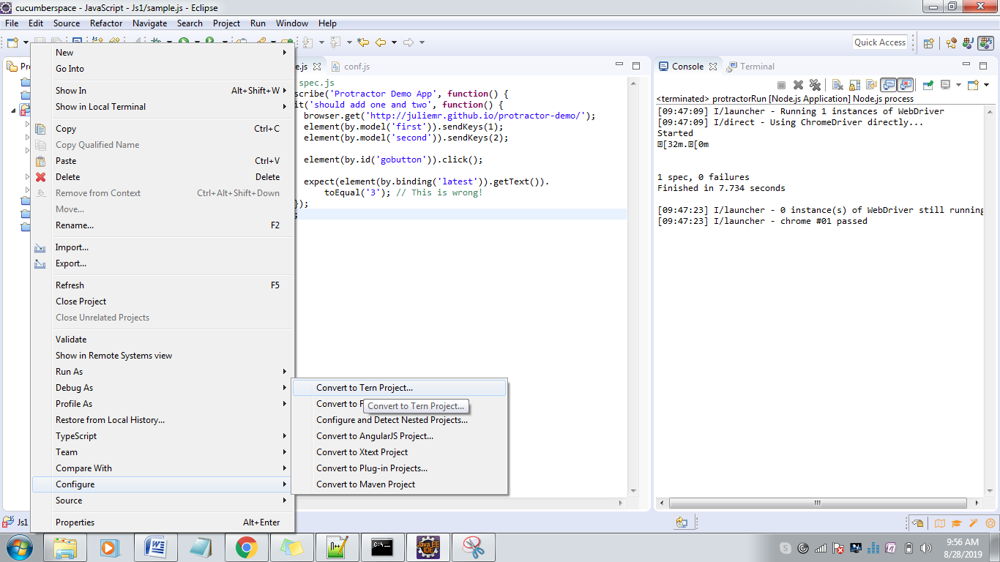 cucumberspace - JavaScript - Js1/sample.js - Eclipse
File Edit Source Refactor Navigate Search Project Run Window Help
Quick Access
New
Go Into
Show In Alt+Shift+W
Show in Local Terminal
Copy Ctrl+C
Copy Qualified Name
Paste Ctrl+V
Delete Delete
Remove from Context Ctrl+Alt+Shift+Down
Move...
Rename... F2
Import...
Export...
Refresh F5
Close Project
Close Unrelated Projects
Validate
Show in Remote Systems view
Run As
Debug As
Profile As
Restore from Local History...
TypeScript
Team
Compare With
Configure
Source
Properties Alt+Enter
Convert to Tern Project...
Convert to
Convert to Tern Project...
Configure and Detect Nested Projects...
Convert to AngularJS Project...
Convert to Xtext Project
Convert to Plug-in Projects...
Convert to Maven Project
e.js conf.js
spec.js
scribe('Protractor Demo App', function() {
it('should add one and two', function() {
browser.get('http://juliemr.github.io/protractor-demo/');
element(by.model('first')).sendKeys(1);
element(by.model('second')).sendKeys(2);
element(by.id('gobutton')).click();
expect(element(by.binding('latest')).getText()).
toEqual('3'); // This is wrong!
});
;
Console Terminal
<terminated> protractorRun [Node.js Application] Node.js process
[09:47:09] I/launcher - Running 1 instances of WebDriver
[09:47:09] I/direct - Using ChromeDriver directly...
Started
[32m.[0m
1 spec, 0 failures
Finished in 7.734 seconds
[09:47:23] I/launcher - 0 instance(s) of WebDriver still running
[09:47:23] I/launcher - chrome #01 passed
Js1
9:56 AM
8/28/2019